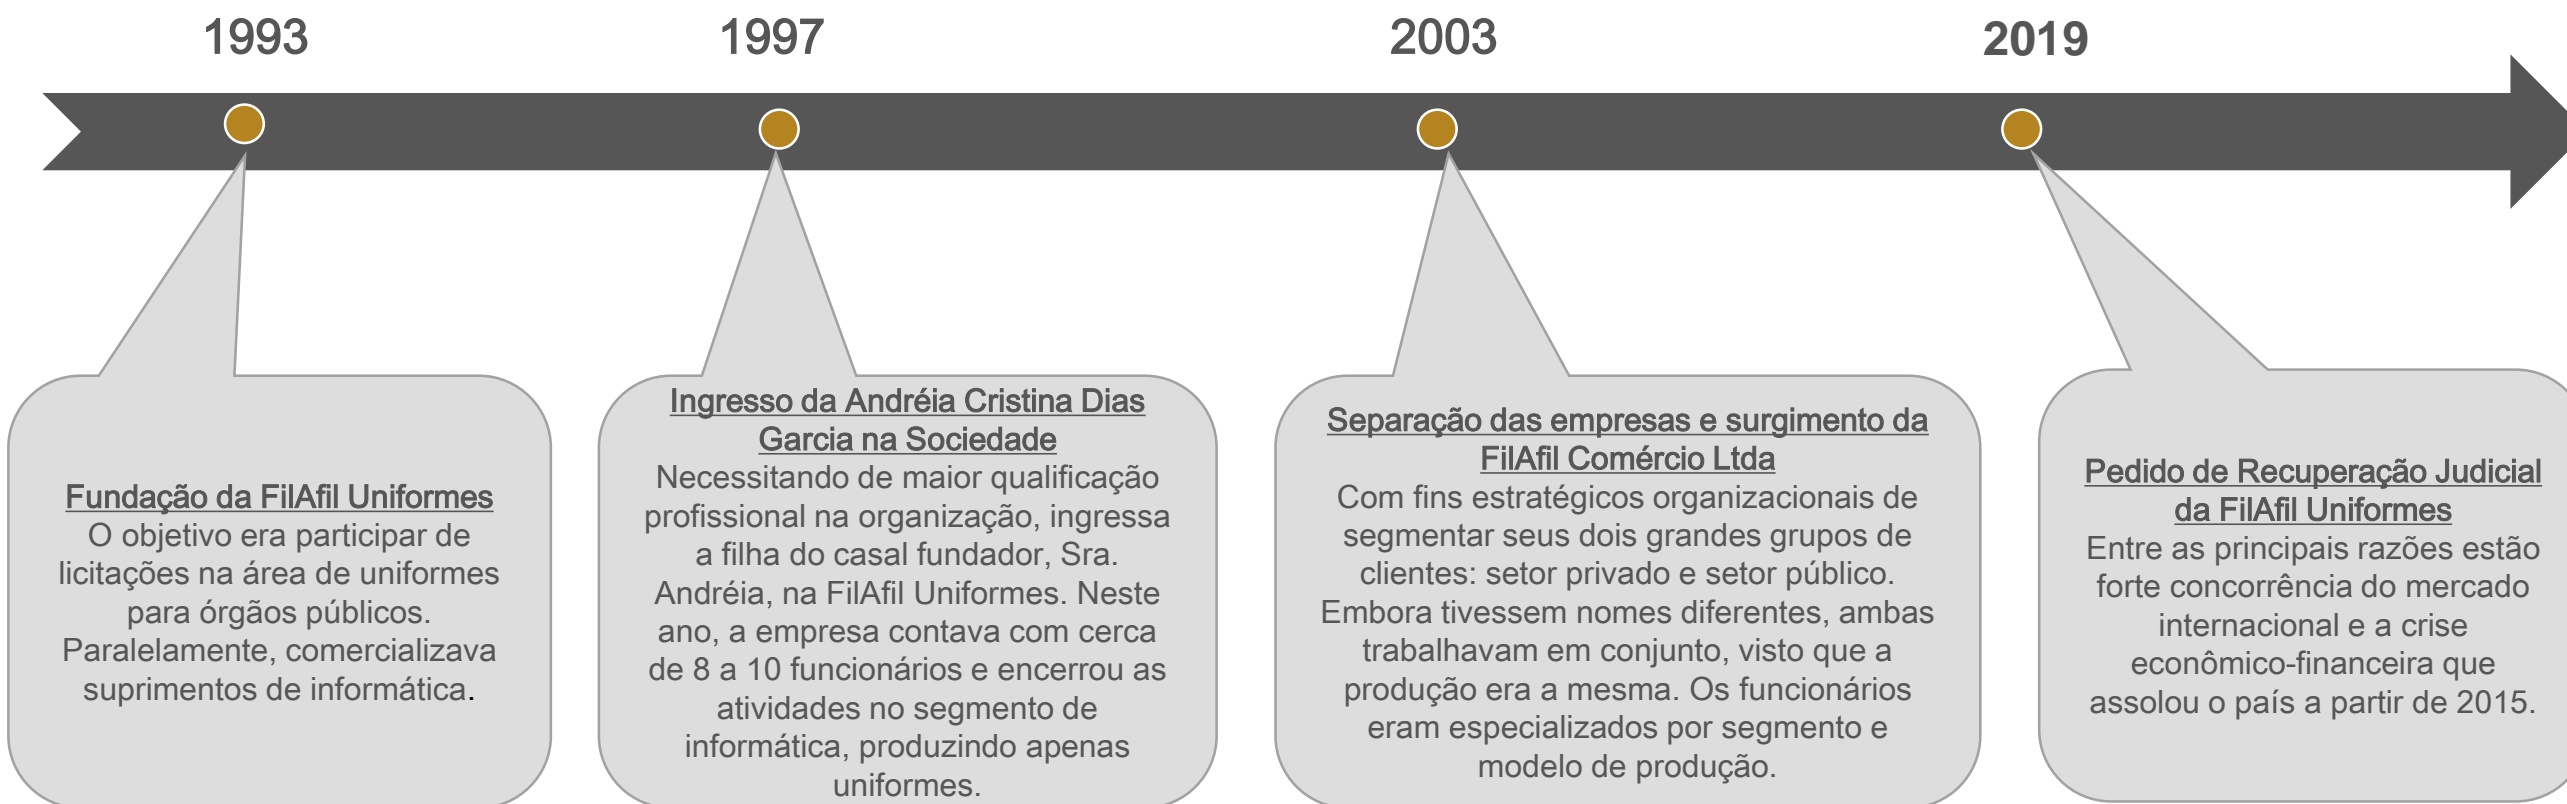 1993
Fundação da FilAfil Uniformes
O objetivo era participar de
licitações na área de uniformes
para órgãos públicos.
Paralelamente, comercializava
suprimentos de informática.
1997
Ingresso da Andréia Cristina Dias
Garcia na Sociedade
Necessitando de maior qualificação
profissional na organização, ingressa
a filha do casal fundador, Sra.
Andréia, na FilAfil Uniformes. Neste
ano, a empresa contava com cerca
de 8 a 10 funcionários e encerrou as
atividades no segmento de
informática, produzindo apenas
uniformes.
2003
Separação das empresas e surgimento da
FilAfil Comércio Ltda
Com fins estratégicos organizacionais de
segmentar seus dois grandes grupos de
clientes: setor privado e setor público.
Embora tivessem nomes diferentes, ambas
trabalhavam em conjunto, visto que a
produção era a mesma. Os funcionários
eram especializados por segmento e
modelo de produção.
2019
Pedido de Recuperação Judicial
da FilAfil Uniformes
Entre as principais razões estão
forte concorrência do mercado
internacional e a crise
econômico-financeira que
assolou o país a partir de 2015.